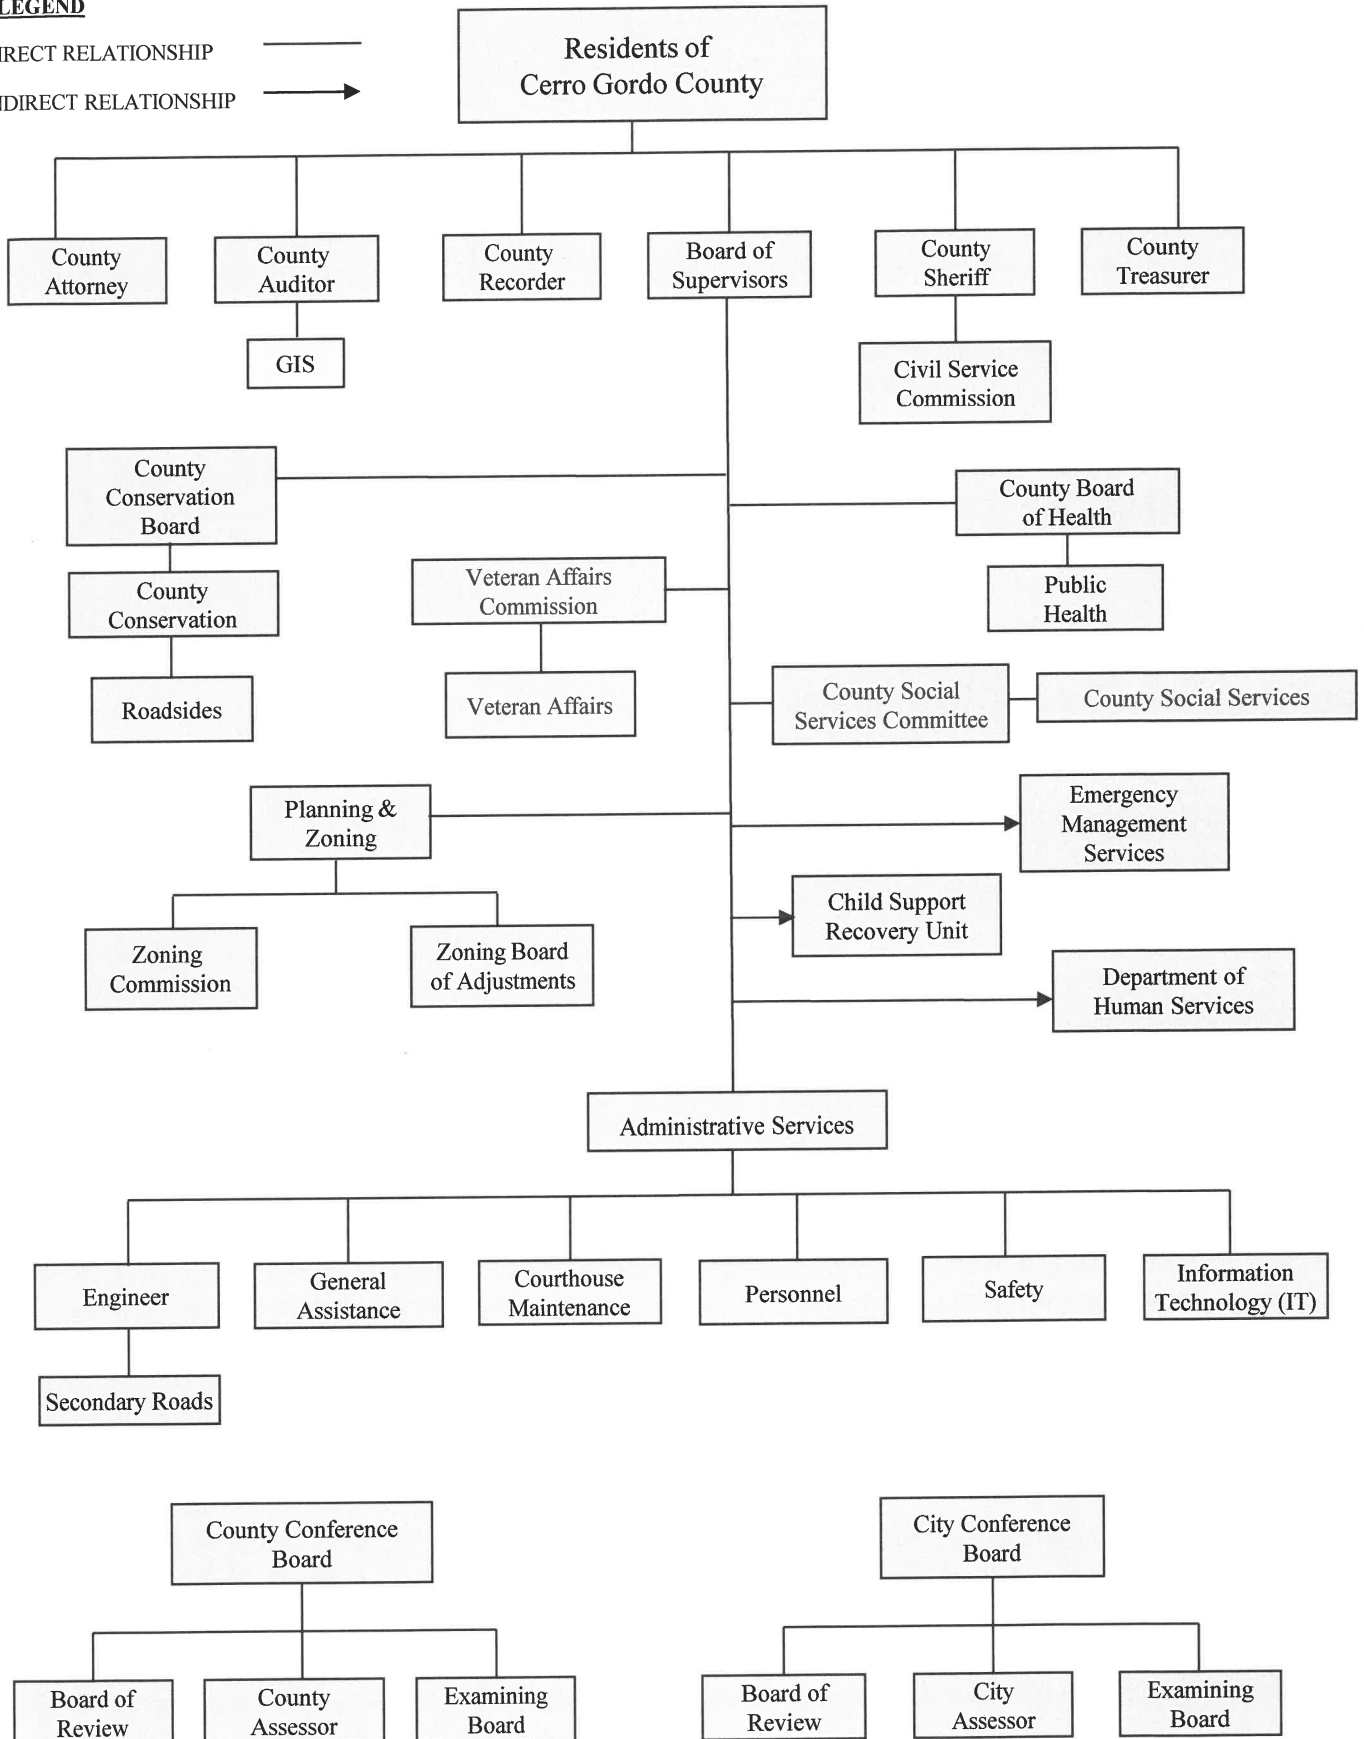 LEGEND
IRECT RELATIONSHIP
NDIRECT RELATIONSHIP
Residents of
Cerro Gordo County
County
Attorney
County
Auditor
County
Recorder
Board of
Supervisors
County
Sheriff
County
Treasurer
GIS
Civil Service
Commission
County
Conservation
Board
County Board
of Health
County
Conservation
Veteran Affairs
Commission
Public
Health
Roadsides
Veteran Affairs
County Social
Services Committee
County Social Services
Planning &
Zoning
Emergency
Management
Services
Child Support
Recovery Unit
Zoning
Commission
Zoning Board
of Adjustments
Department of
Human Services
Administrative Services
Engineer
General
Assistance
Courthouse
Maintenance
Personnel
Safety
Information
Technology (IT)
Secondary Roads
County Conference
Board
City Conference
Board
Board of
Review
County
Assessor
Examining
Board
Board of
Review
City
Assessor
Examining
Board